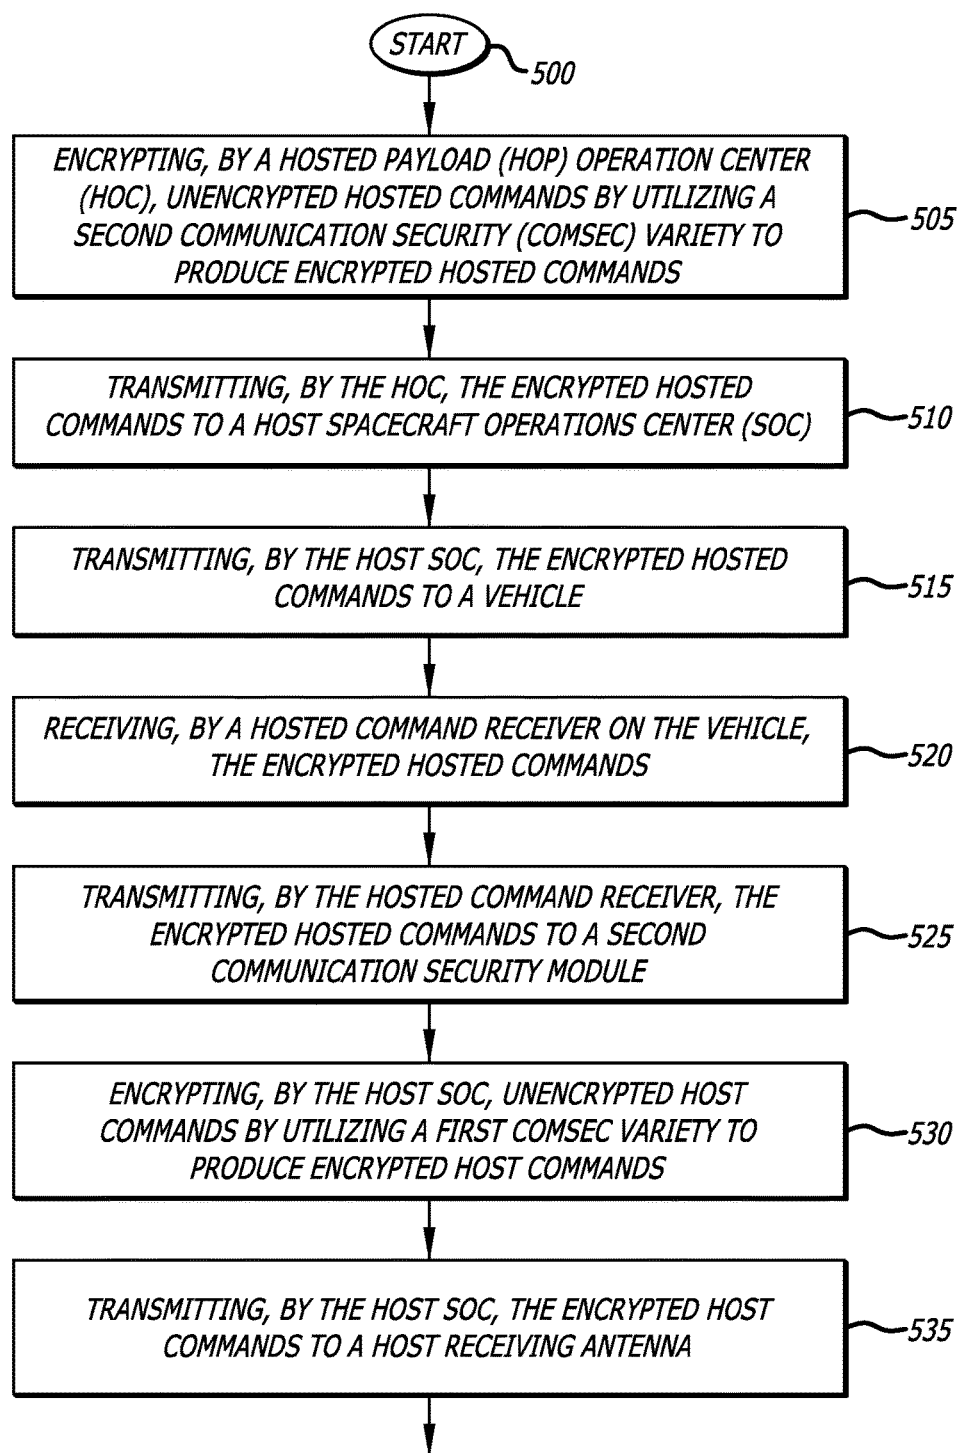 START
500
ENCRYPTING, BY A HOSTED PAYLOAD (HOP) OPERATION CENTER
(HOC), UNENCRYPTED HOSTED COMMANDS BY UTILIZING A
SECOND COMMUNICATION SECURITY (COMSEC) VARIETY TO
PRODUCE ENCRYPTED HOSTED COMMANDS
505
TRANSMITTING, BY THE HOC, THE ENCRYPTED HOSTED
COMMANDS TO A HOST SPACECRAFT OPERATIONS CENTER (SOC)
510
TRANSMITTING, BY THE HOST SOC, THE ENCRYPTED HOSTED
COMMANDS TO A VEHICLE
515
RECEIVING, BY A HOSTED COMMAND RECEIVER ON THE VEHICLE,
THE ENCRYPTED HOSTED COMMANDS
520
TRANSMITTING, BY THE HOSTED COMMAND RECEIVER, THE
ENCRYPTED HOSTED COMMANDS TO A SECOND
COMMUNICATION SECURITY MODULE
525
ENCRYPTING, BY THE HOST SOC, UNENCRYPTED HOST
COMMANDS BY UTILIZING A FIRST COMSEC VARIETY TO
PRODUCE ENCRYPTED HOST COMMANDS
530
TRANSMITTING, BY THE HOST SOC, THE ENCRYPTED HOST
COMMANDS TO A HOST RECEIVING ANTENNA
535